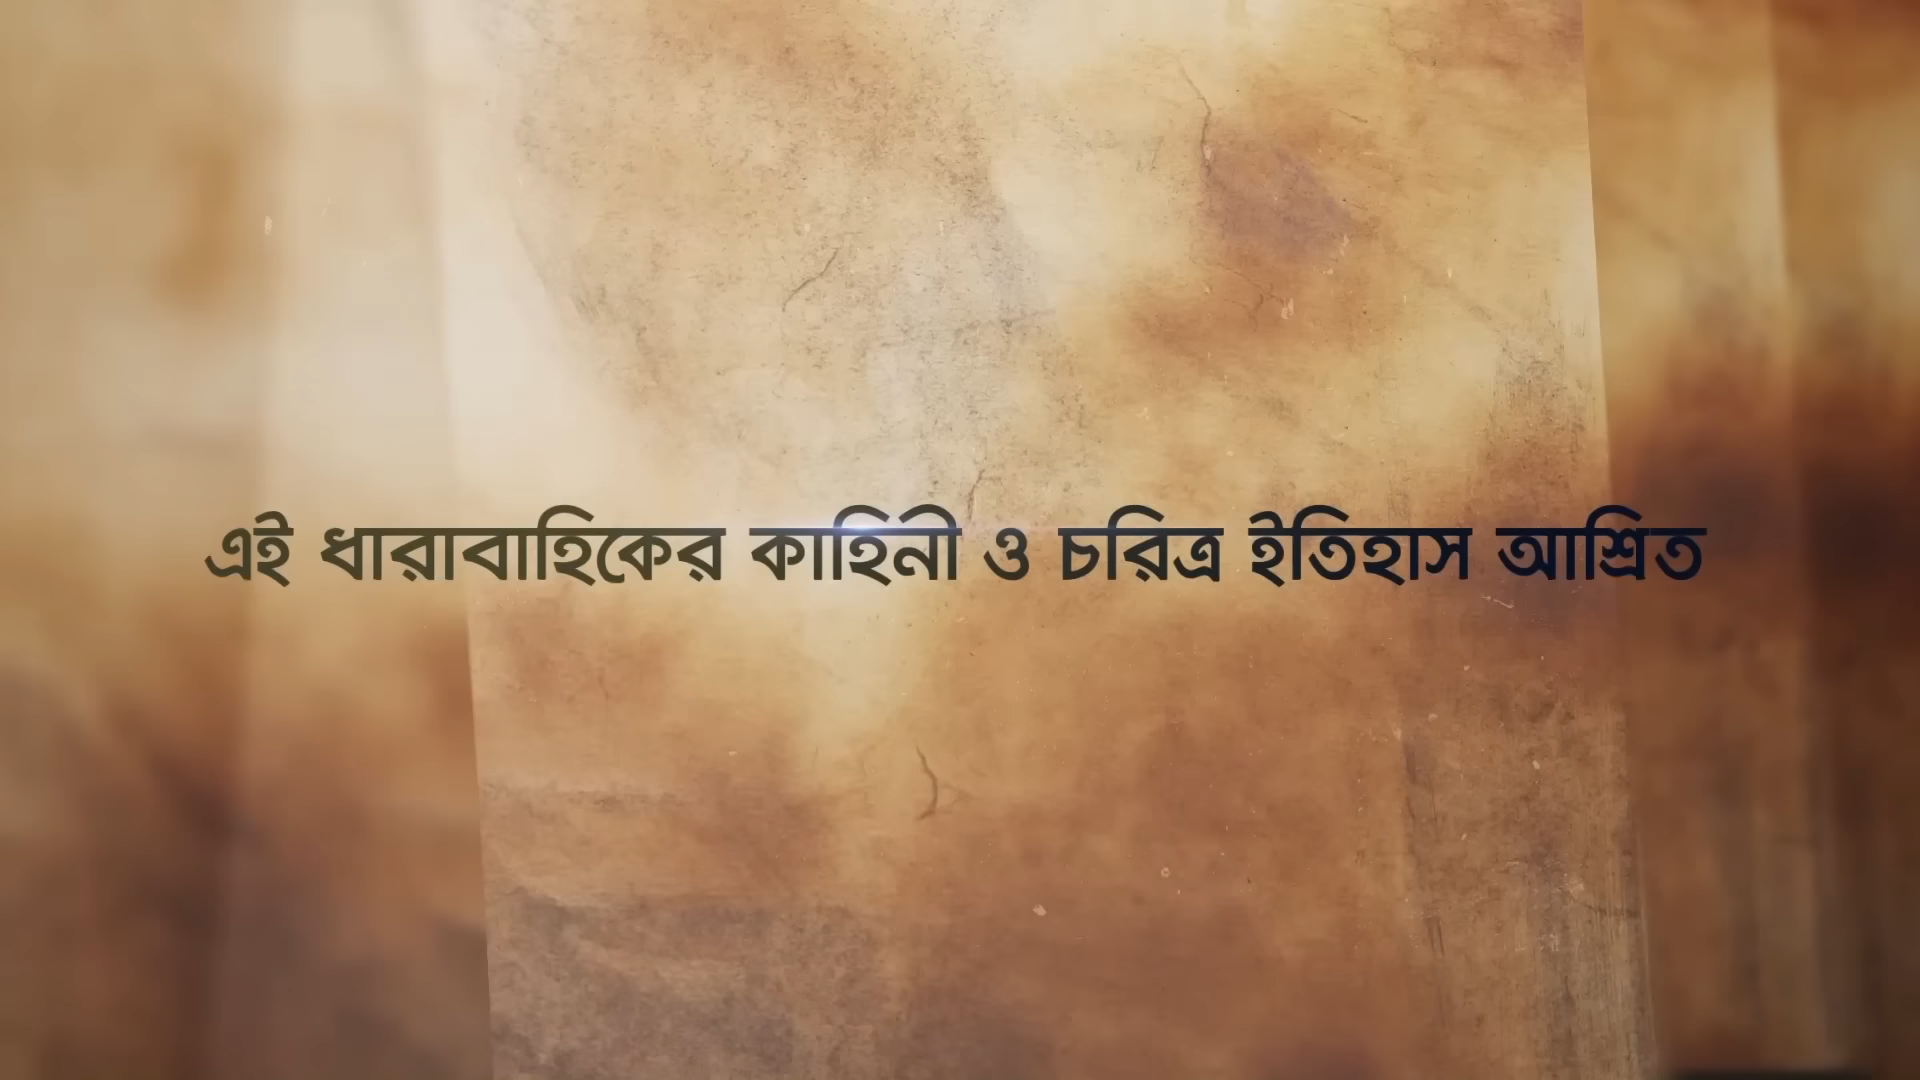 এই ধারাবাহিকের কাহিনী ও চরিত্র ইতিহাস আশ্রিত